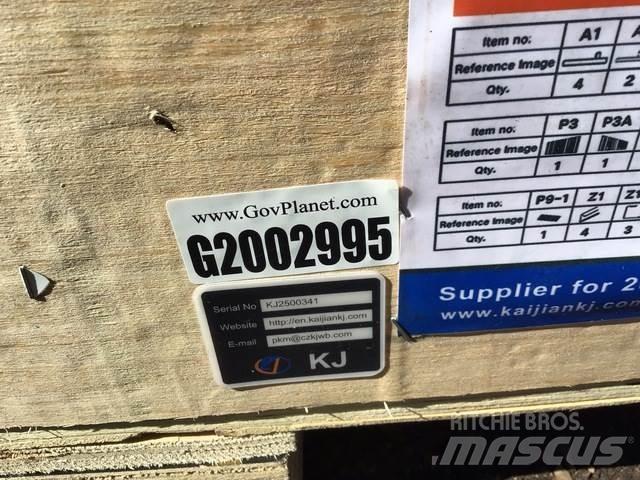 Item no: A1
Reference Image
Qty. 4 2
Item no: P3 P3A
Reference Image
Qty. 1 1
Item no: P9-1 Z1
Reference Image
Qty. 1 4 3
www.GovPlanet.com
G2002995
Serial No KJ2500341
Website http://en.kaijiankj.com
E-mail pkm@czkjwb.com
KJ
Supplier for
www.kaijiankj.com
RITCHIE BROS.
MASCUS